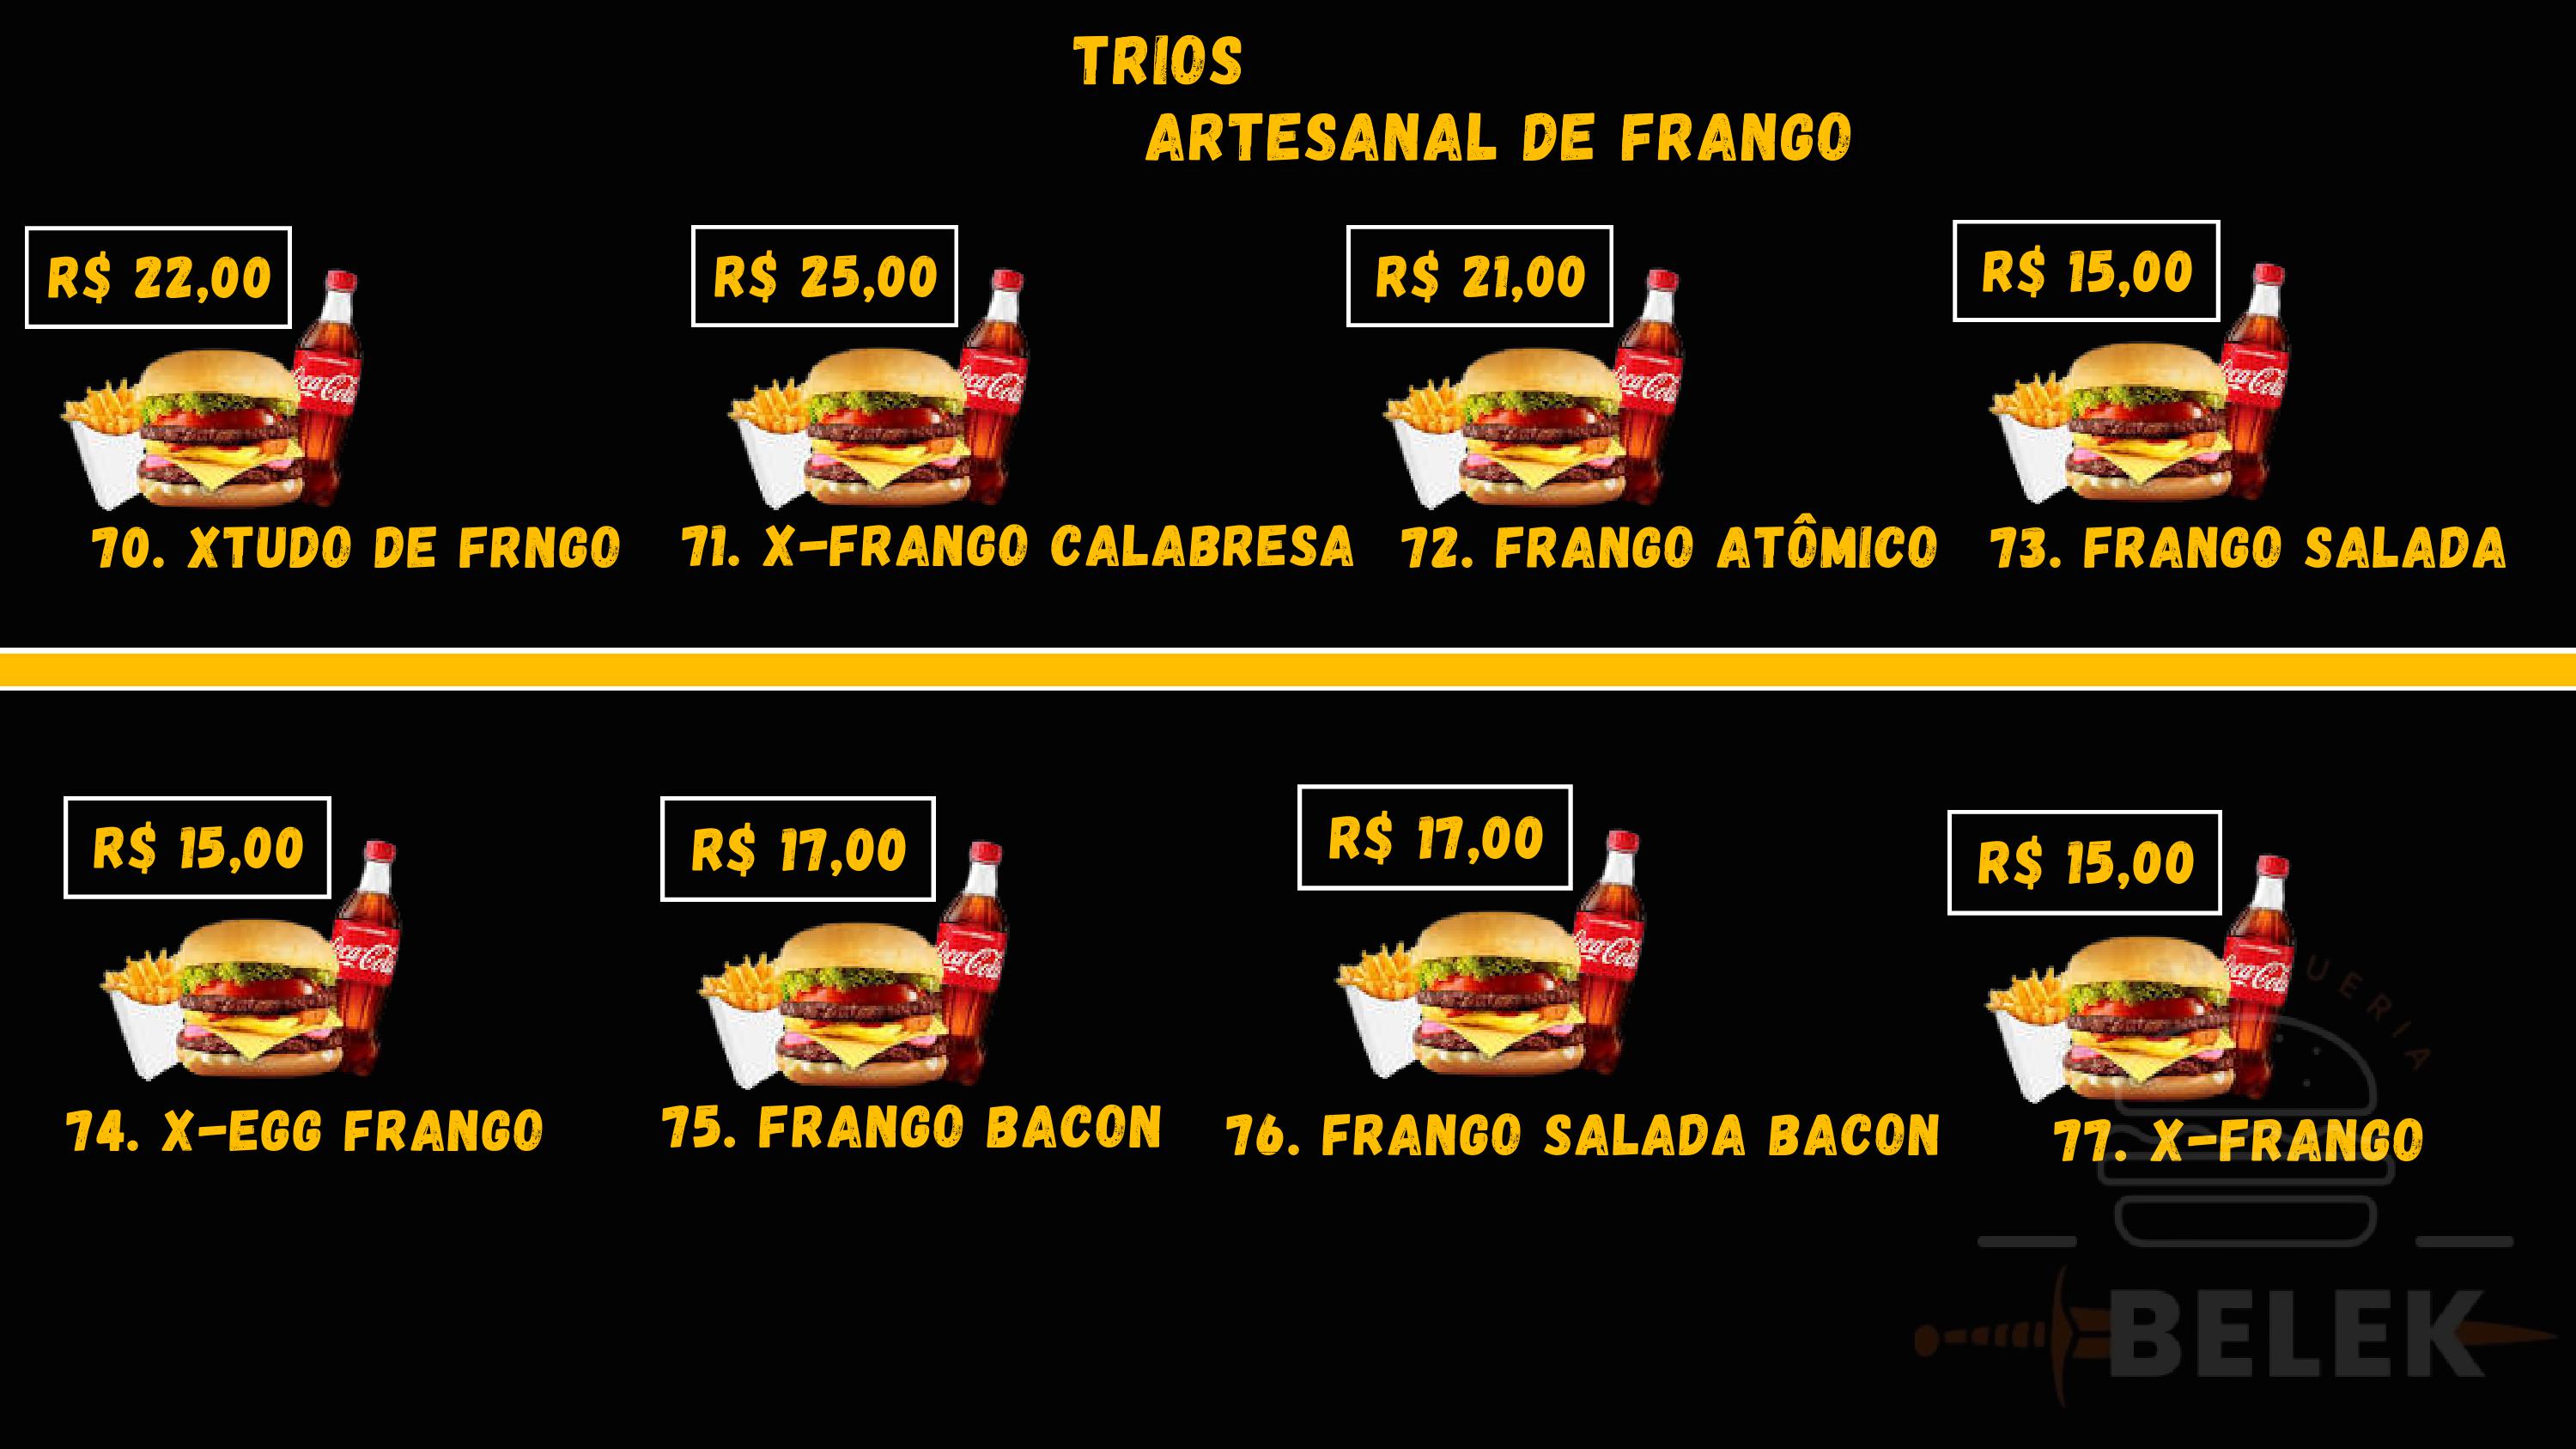 TRIOS
ARTESANAL DE FRANGO
R$ 22,00
R$ 25,00
R$ 21,00
R$ 15,00
70. XTUDO DE FRNGO
71. X-FRANGO CALABRESA
72. FRANGO ATÔMICO
73. FRANGO SALADA
R$ 15,00
R$ 17,00
R$ 17,00
R$ 15,00
74. X-EGG FRANGO
75. FRANGO BACON
76. FRANGO SALADA BACON
77. X-FRANGO
BELEK